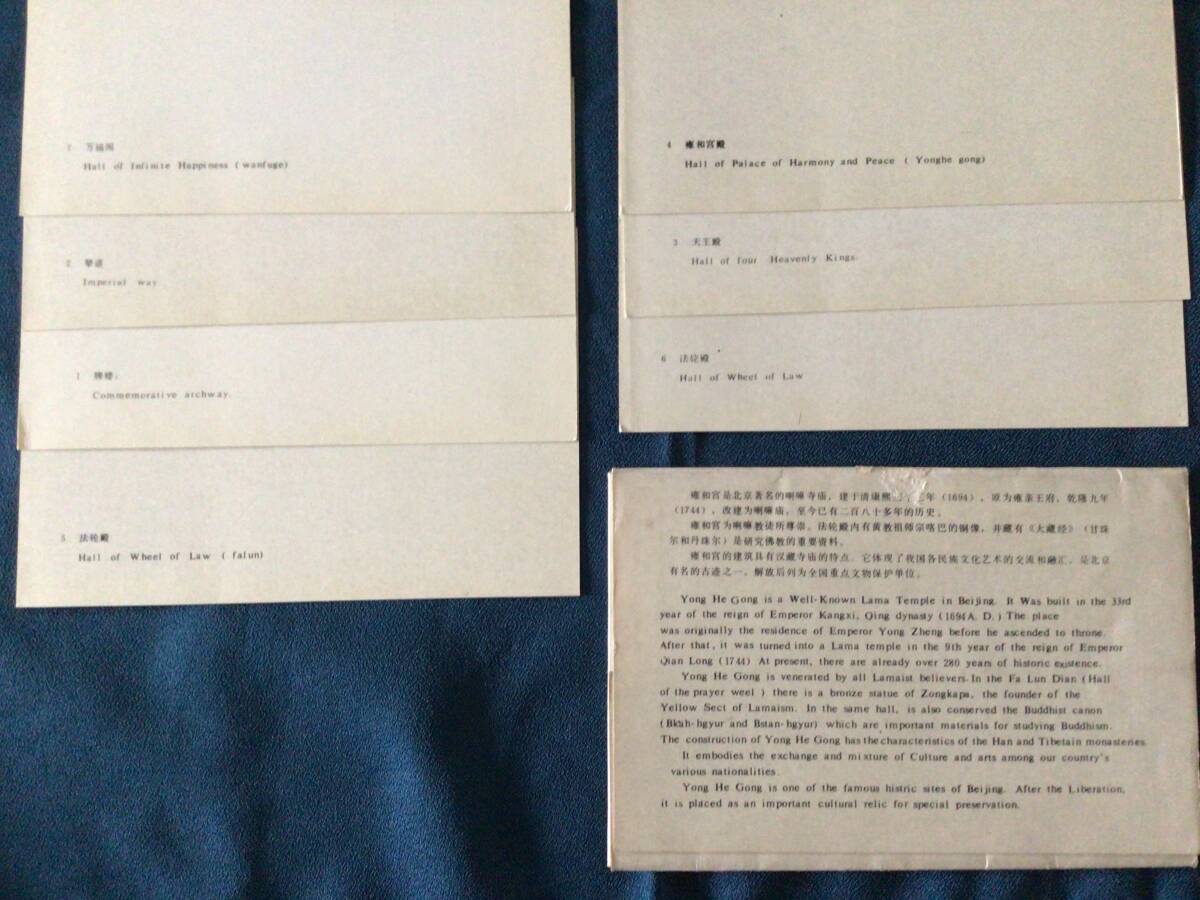 7 万福阁
Hall of Infinite Happiness ( wanfuge)
2 辇道
Imperial way.
1 牌楼
Commemorative archway.
5 法轮殿
Hall of Wheel of Law ( falun)
4 雍和宫殿
Hall of Palace of Harmony and Peace ( Yonghe gong)
3 天王殿
Hall of four Heavenly Kings.
6 法轮殿
Hall of Wheel of Law
雍和宫是北京著名的喇嘛寺庙，建于清康熙 年（1694），原为雍亲王府，乾隆九年
（1744），改建为喇嘛庙，至今已有二百八十多年的历史。
雍和宫为喇嘛教徒所尊崇。法轮殿内有黄教祖师宗喀巴的铜像，并藏有《大藏经》（甘珠
尔和丹珠尔）是研究佛教的重要资料。
雍和宫的建筑具有汉藏寺庙的特点。它体现了我国各民族文化艺术的交流和融汇，是北京
有名的古迹之一。解放后列为全国重点文物保护单位。
Yong He Gong is a Well-Known Lama Temple in Beijing. It Was built in the 33rd
year of the reign of Emperor Kangxi, Qing dynasty (1694A. D.) The place
was originally the residence of Emperor Yong Zheng before he ascended to throne.
After that, it was turned into a Lama temple in the 9th year of the reign of Emperor
Qian Long (1744) At present, there are already over 280 years of historic existence.
Yong He Gong is venerated by all Lamaist believers. In the Fa Lun Dian (Hall
of the prayer weel ) there is a bronze statue of Zongkapa, the founder of the
Yellow Sect of Lamaism. In the same hall, is also conserved the Buddhist canon
(Bkah-hgyur and Bstan-hgyur) which are important materials for studying Buddhism.
The construction of Yong He Gong has the characteristics of the Han and Tibetain monasteries.
It embodies the exchange and mixture of Culture and arts among our country's
various nationalities.
Yong He Gong is one of the famous histric sites of Beijing. After the Liberation,
it is placed as an important cultural relic for special preservation.